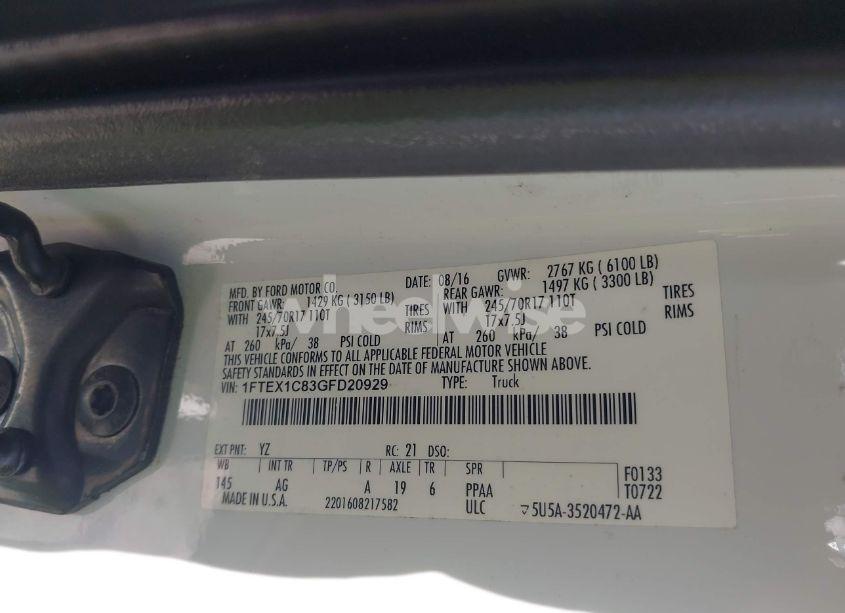 MFD. BY FORD MOTOR CO. DATE: 08/16 GVWR: 2767 KG ( 6100 LB)
FRONT GAWR: 1429 KG ( 3150 LB) REAR GAWR: 1497 KG ( 3300 LB)
WITH 245/70R17 110T TIRES WITH 245/70R17 110T TIRES
17x7.5J RIMS 17x7.5J RIMS
AT 260 kPa/ 38 PSI COLD AT 260 kPa/ 38 PSI COLD
THIS VEHICLE CONFORMS TO ALL APPLICABLE FEDERAL MOTOR VEHICLE
SAFETY STANDARDS IN EFFECT ON THE DATE OF MANUFACTURE SHOWN ABOVE.
VIN: 1FTEX1C83GFD20929 TYPE: Truck
EXT PNT: YZ RC: 21 DSO:
WB INT TR TP/PS R AXLE TR SPR F0133
145 AG A 19 6 PPAA T0722
MADE IN U.S.A. 2201608217582 ULC ▽5U5A-3520472-AA
wheelwise